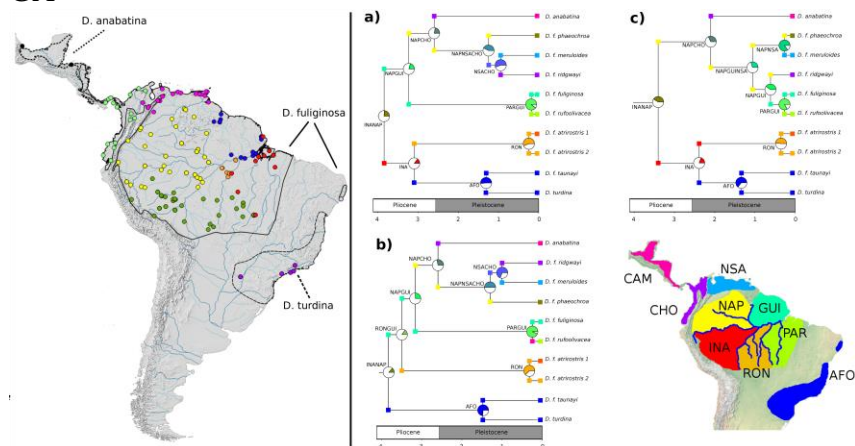 D. anabatina
D. fuliginosa
D. turdina
a)
NAPCHO
NAPNSACHO
NSACHO
NAPGUI
PARGUI
INANAP
RON
INA
AFO
D. anabatina
D. f. phaeochroa
D. f. meruloides
D. f. ridgwayi
D. f. fuliginosa
D. f. rufoolivacea
D. f. atrirostris 1
D. f. atrirostris 2
D. f. taunayi
D. turdina
Pliocene Pleistocene
4 3 2 1 0
b)
NAPCHO
NSACHO
NAPNSACHO
NAPGUI
RONGUI
PARGUI
INANAP
RON
AFO
D. anabatina
D. f. ridgwayi
D. f. meruloides
D. f. phaeochroa
D. f. fuliginosa
D. f. rufoolivacea
D. f. atrirostris 1
D. f. atrirostris 2
D. f. taunayi
D. turdina
Pliocene Pleistocene
c)
NAPCHO
NAPNSA
NAPGUINSA
NAPGUI
PARGUI
INANAP
RON
INA
AFO
D. anabatina
D. f. phaeochroa
D. f. meruloides
D. f. ridgwayi
D. f. fuliginosa
D. f. rufoolivacea
D. f. atrirostris 1
D. f. atrirostris 2
D. f. taunayi
D. turdina
Pliocene Pleistocene
4 3 2 1 0
CAM
NSA
CHO
NAP
GUI
PAR
INA
RON
AFO